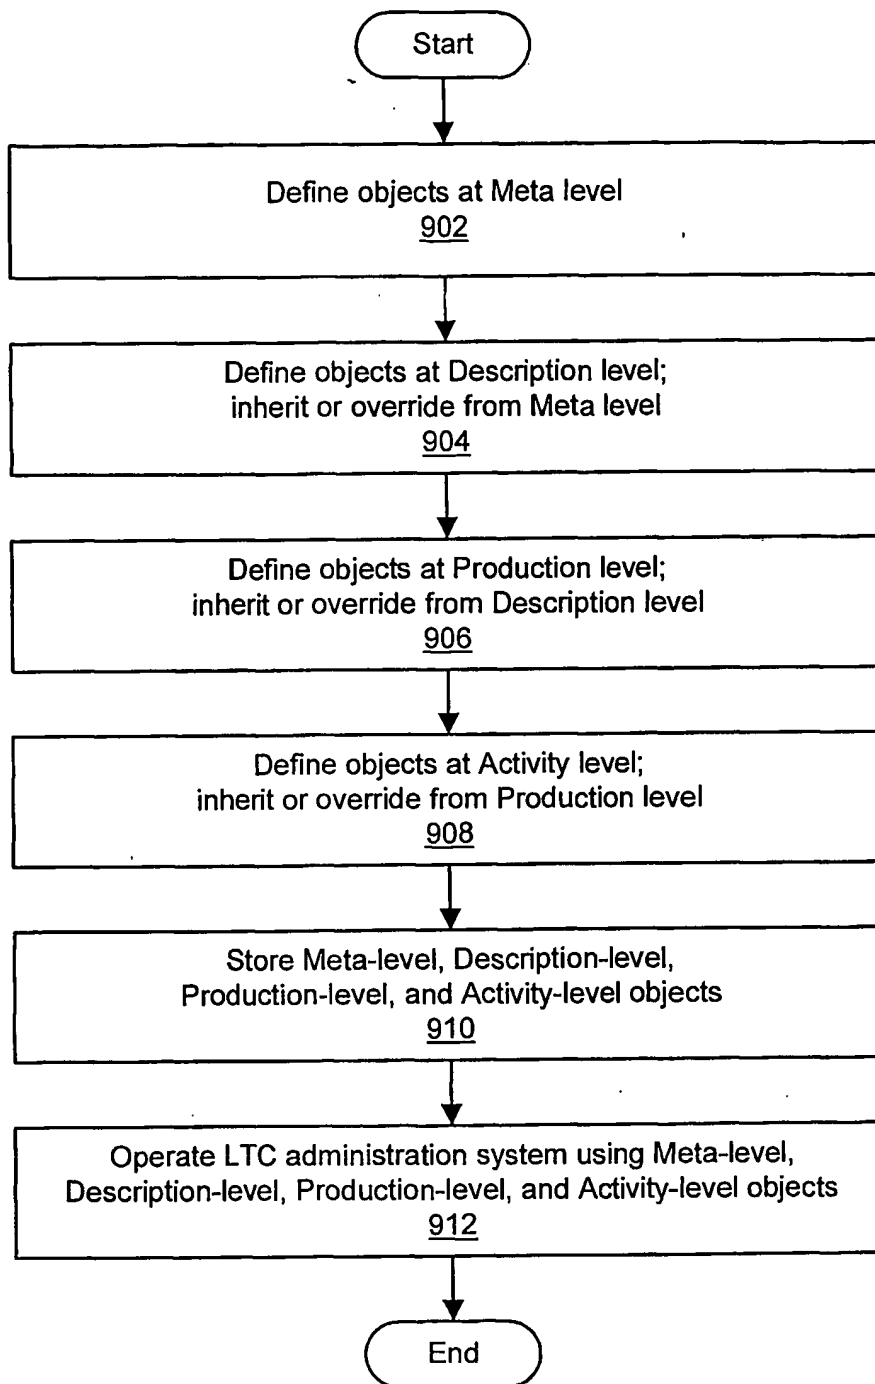 Start
Define objects at Meta level
902
Define objects at Description level;
inherit or override from Meta level
904
Define objects at Production level;
inherit or override from Description level
906
Define objects at Activity level;
inherit or override from Production level
908
Store Meta-level, Description-level,
Production-level, and Activity-level objects
910
Operate LTC administration system using Meta-level,
Description-level, Production-level, and Activity-level objects
912
End